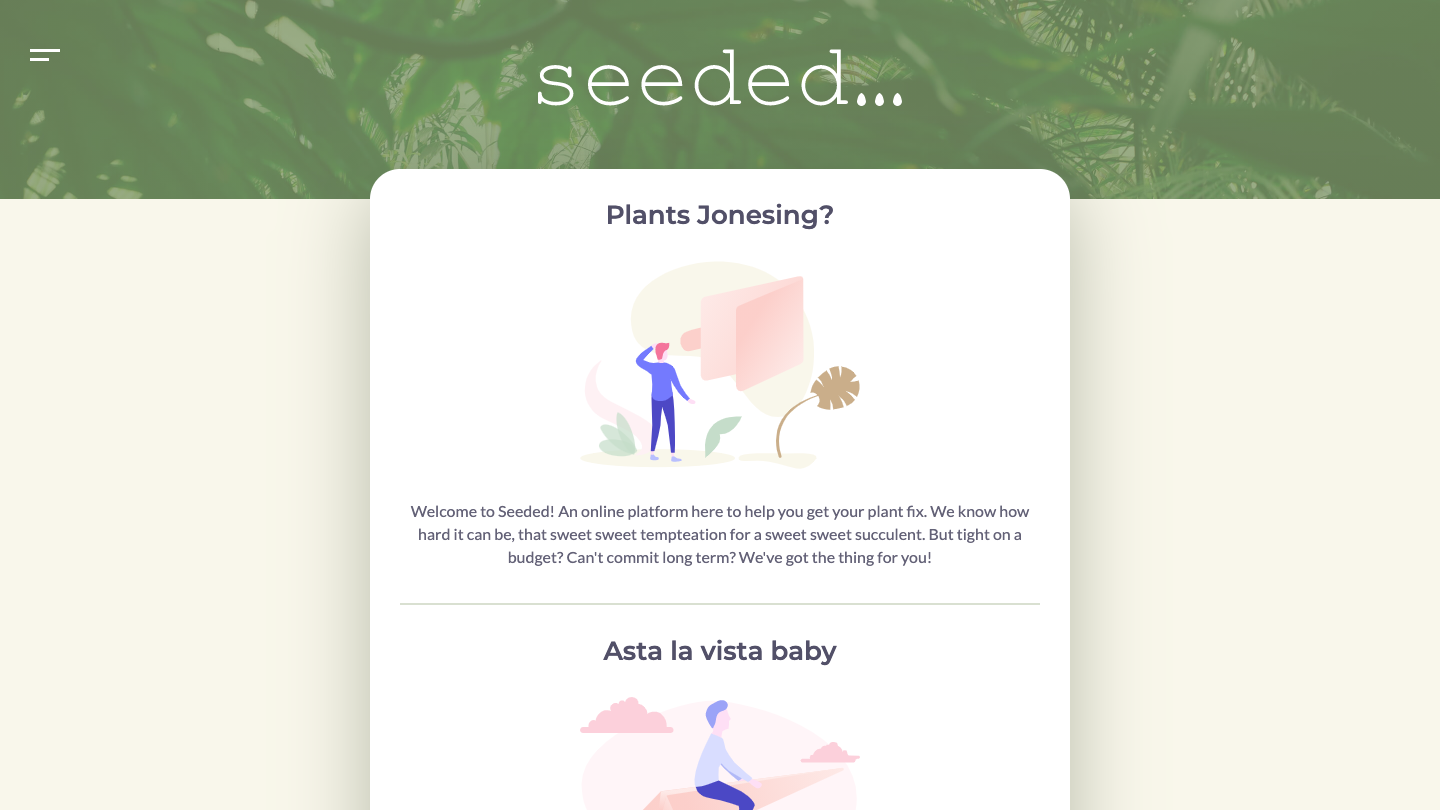 seeded...
Plants Jonesing?
Welcome to Seeded! An online platform here to help you get your plant fix. We know how
hard it can be, that sweet sweet tempteation for a sweet sweet succulent. But tight on a
budget? Can't commit long term? We've got the thing for you!
Asta la vista baby